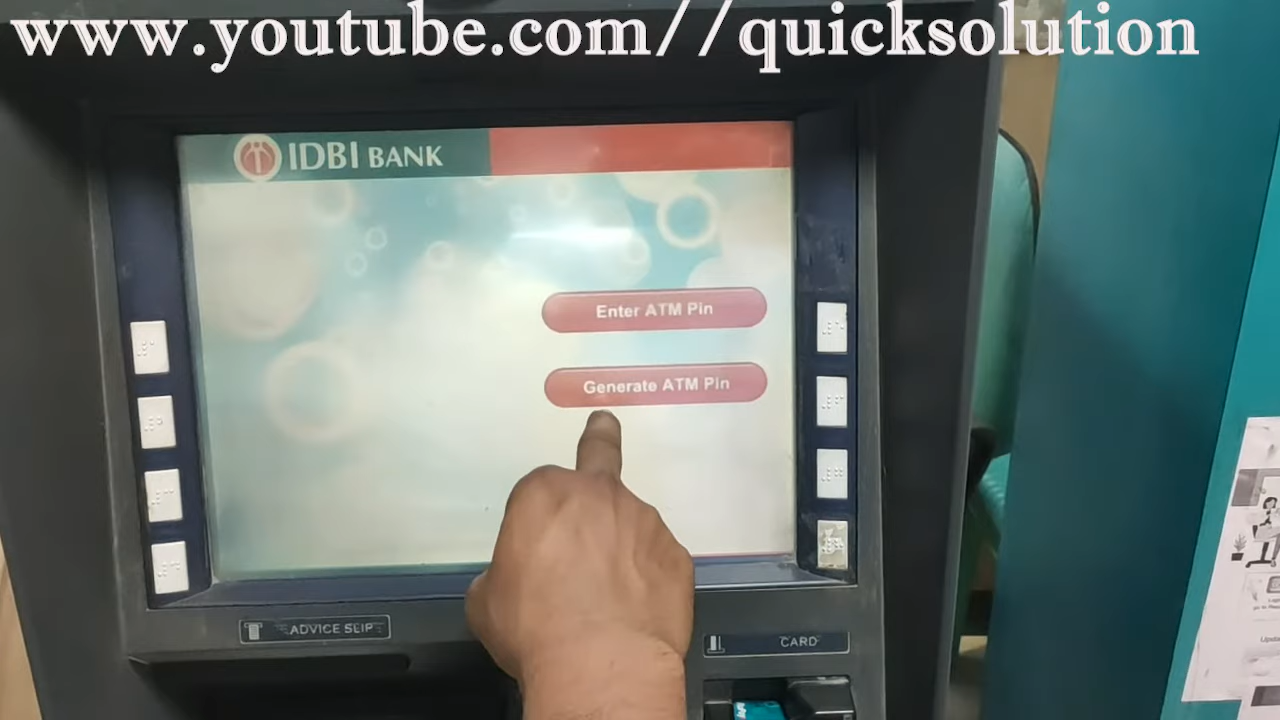 www.youtube.com//quicksolution
IDBI BANK
Enter ATM Pin
Generate ATM Pin
ADVICE SLIP
CARD